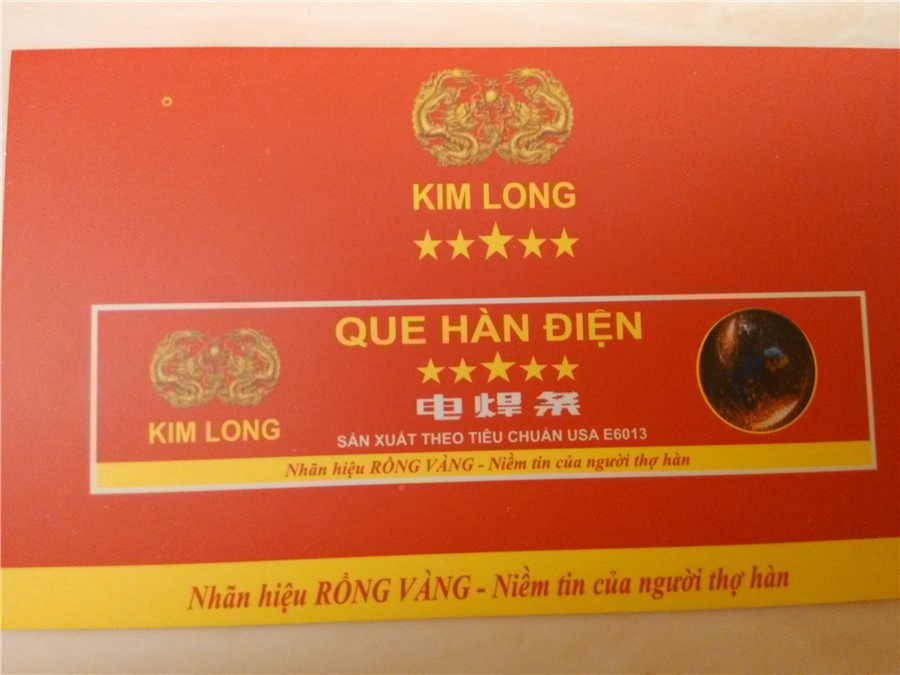 KIM LONG
QUE HÀN ĐIỆN
电焊条
KIM LONG
SẢN XUẤT THEO TIÊU CHUẨN USA E6013
Nhãn hiệu RỒNG VÀNG - Niềm tin của người thợ hàn
Nhãn hiệu RỒNG VÀNG - Niềm tin của người thợ hàn